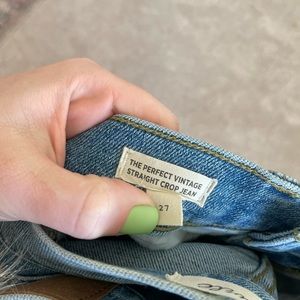 THE PERFECT VINTAGE
STRAIGHT CROP JEAN
27